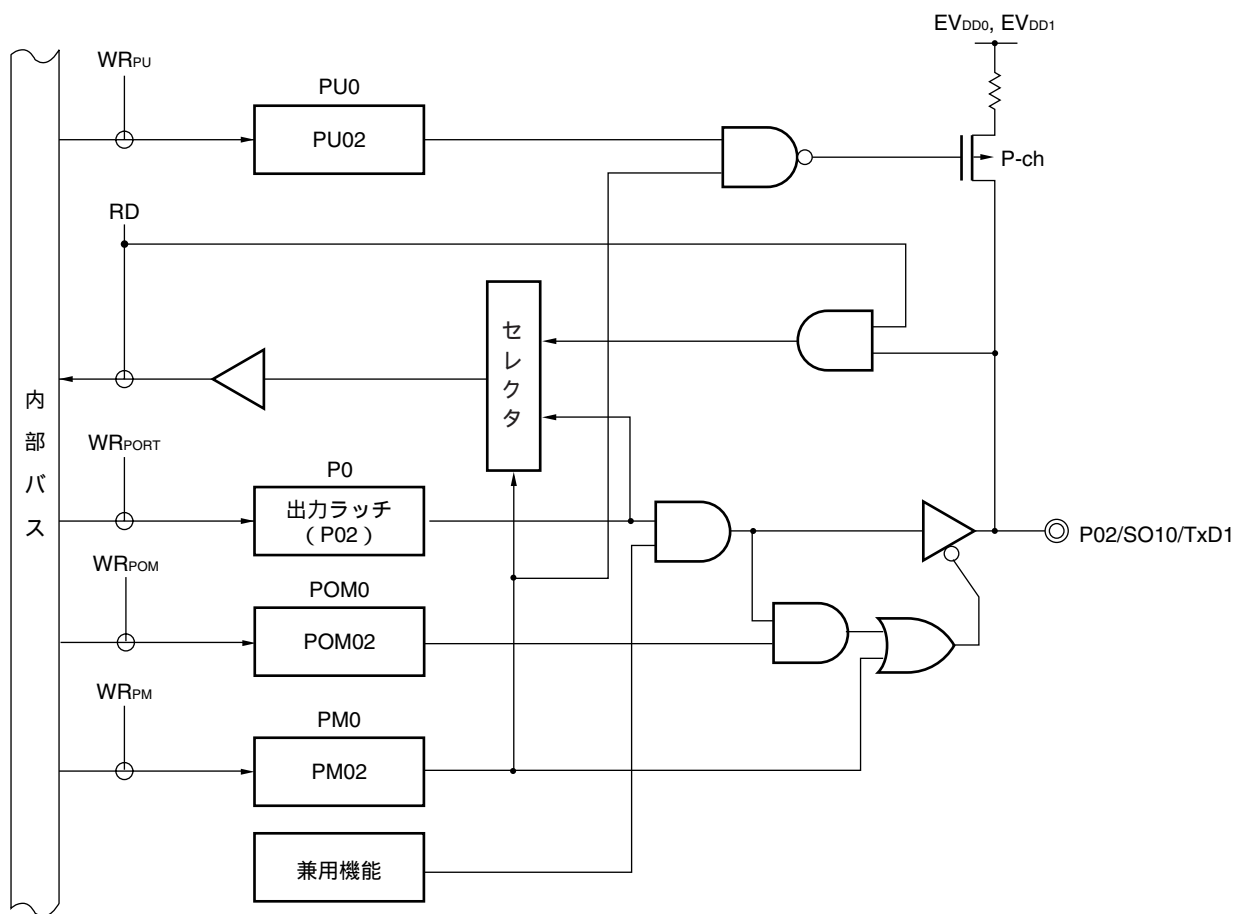 EVDD0, EVDD1
WRPU
PU0
PU02
P-ch
RD
セレクタ
内部バス
WRPORT
P0
出力ラッチ
（P02）
P02/SO10/TxD1
WRPOM
POM0
POM02
WRPM
PM0
PM02
兼用機能